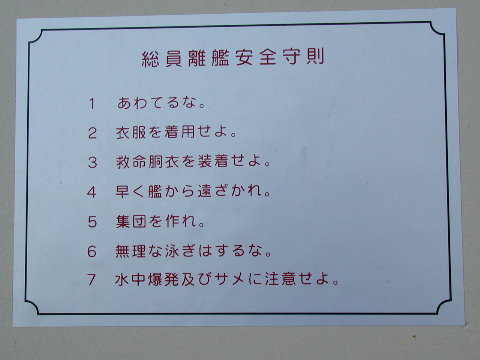 総員離艦安全守則
1 あわてるな。
2 衣服を着用せよ。
3 救命胴衣を装着せよ。
4 早く艦から遠ざかれ。
5 集団を作れ。
6 無理な泳ぎはするな。
7 水中爆発及びサメに注意せよ。